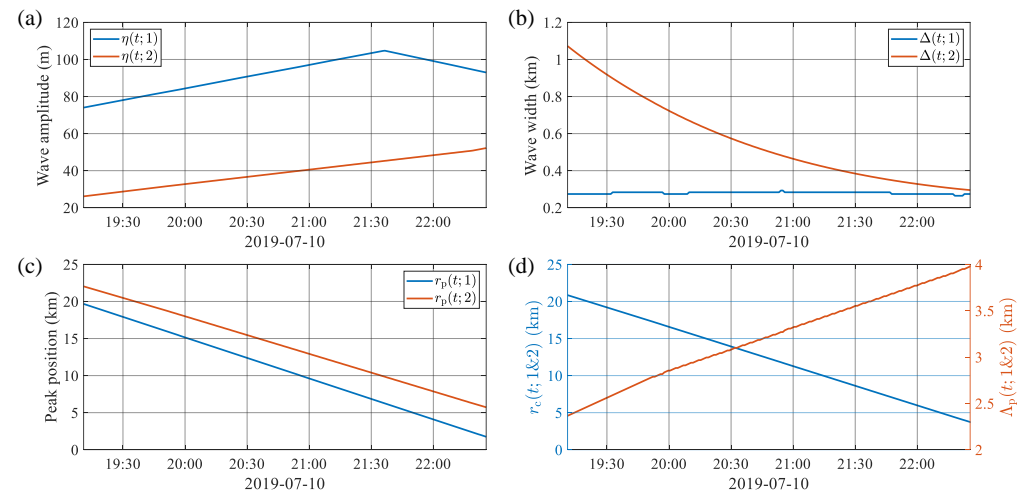 (a)
120
100
80
60
40
20
Wave amplitude (m)
η(t; 1)
η(t; 2)
19:30 20:00 20:30 21:00 21:30 22:00
2019-07-10
(b)
1.2
1
0.8
0.6
0.4
0.2
Wave width (km)
Δ(t; 1)
Δ(t; 2)
19:30 20:00 20:30 21:00 21:30 22:00
2019-07-10
(c)
25
20
15
10
5
0
Peak position (km)
r_p(t; 1)
r_p(t; 2)
19:30 20:00 20:30 21:00 21:30 22:00
2019-07-10
(d)
25
20
15
10
5
0
r_c(t; 1&2) (km)
4
3.5
3
2.5
2
Λ_p(t; 1&2) (km)
19:30 20:00 20:30 21:00 21:30 22:00
2019-07-10